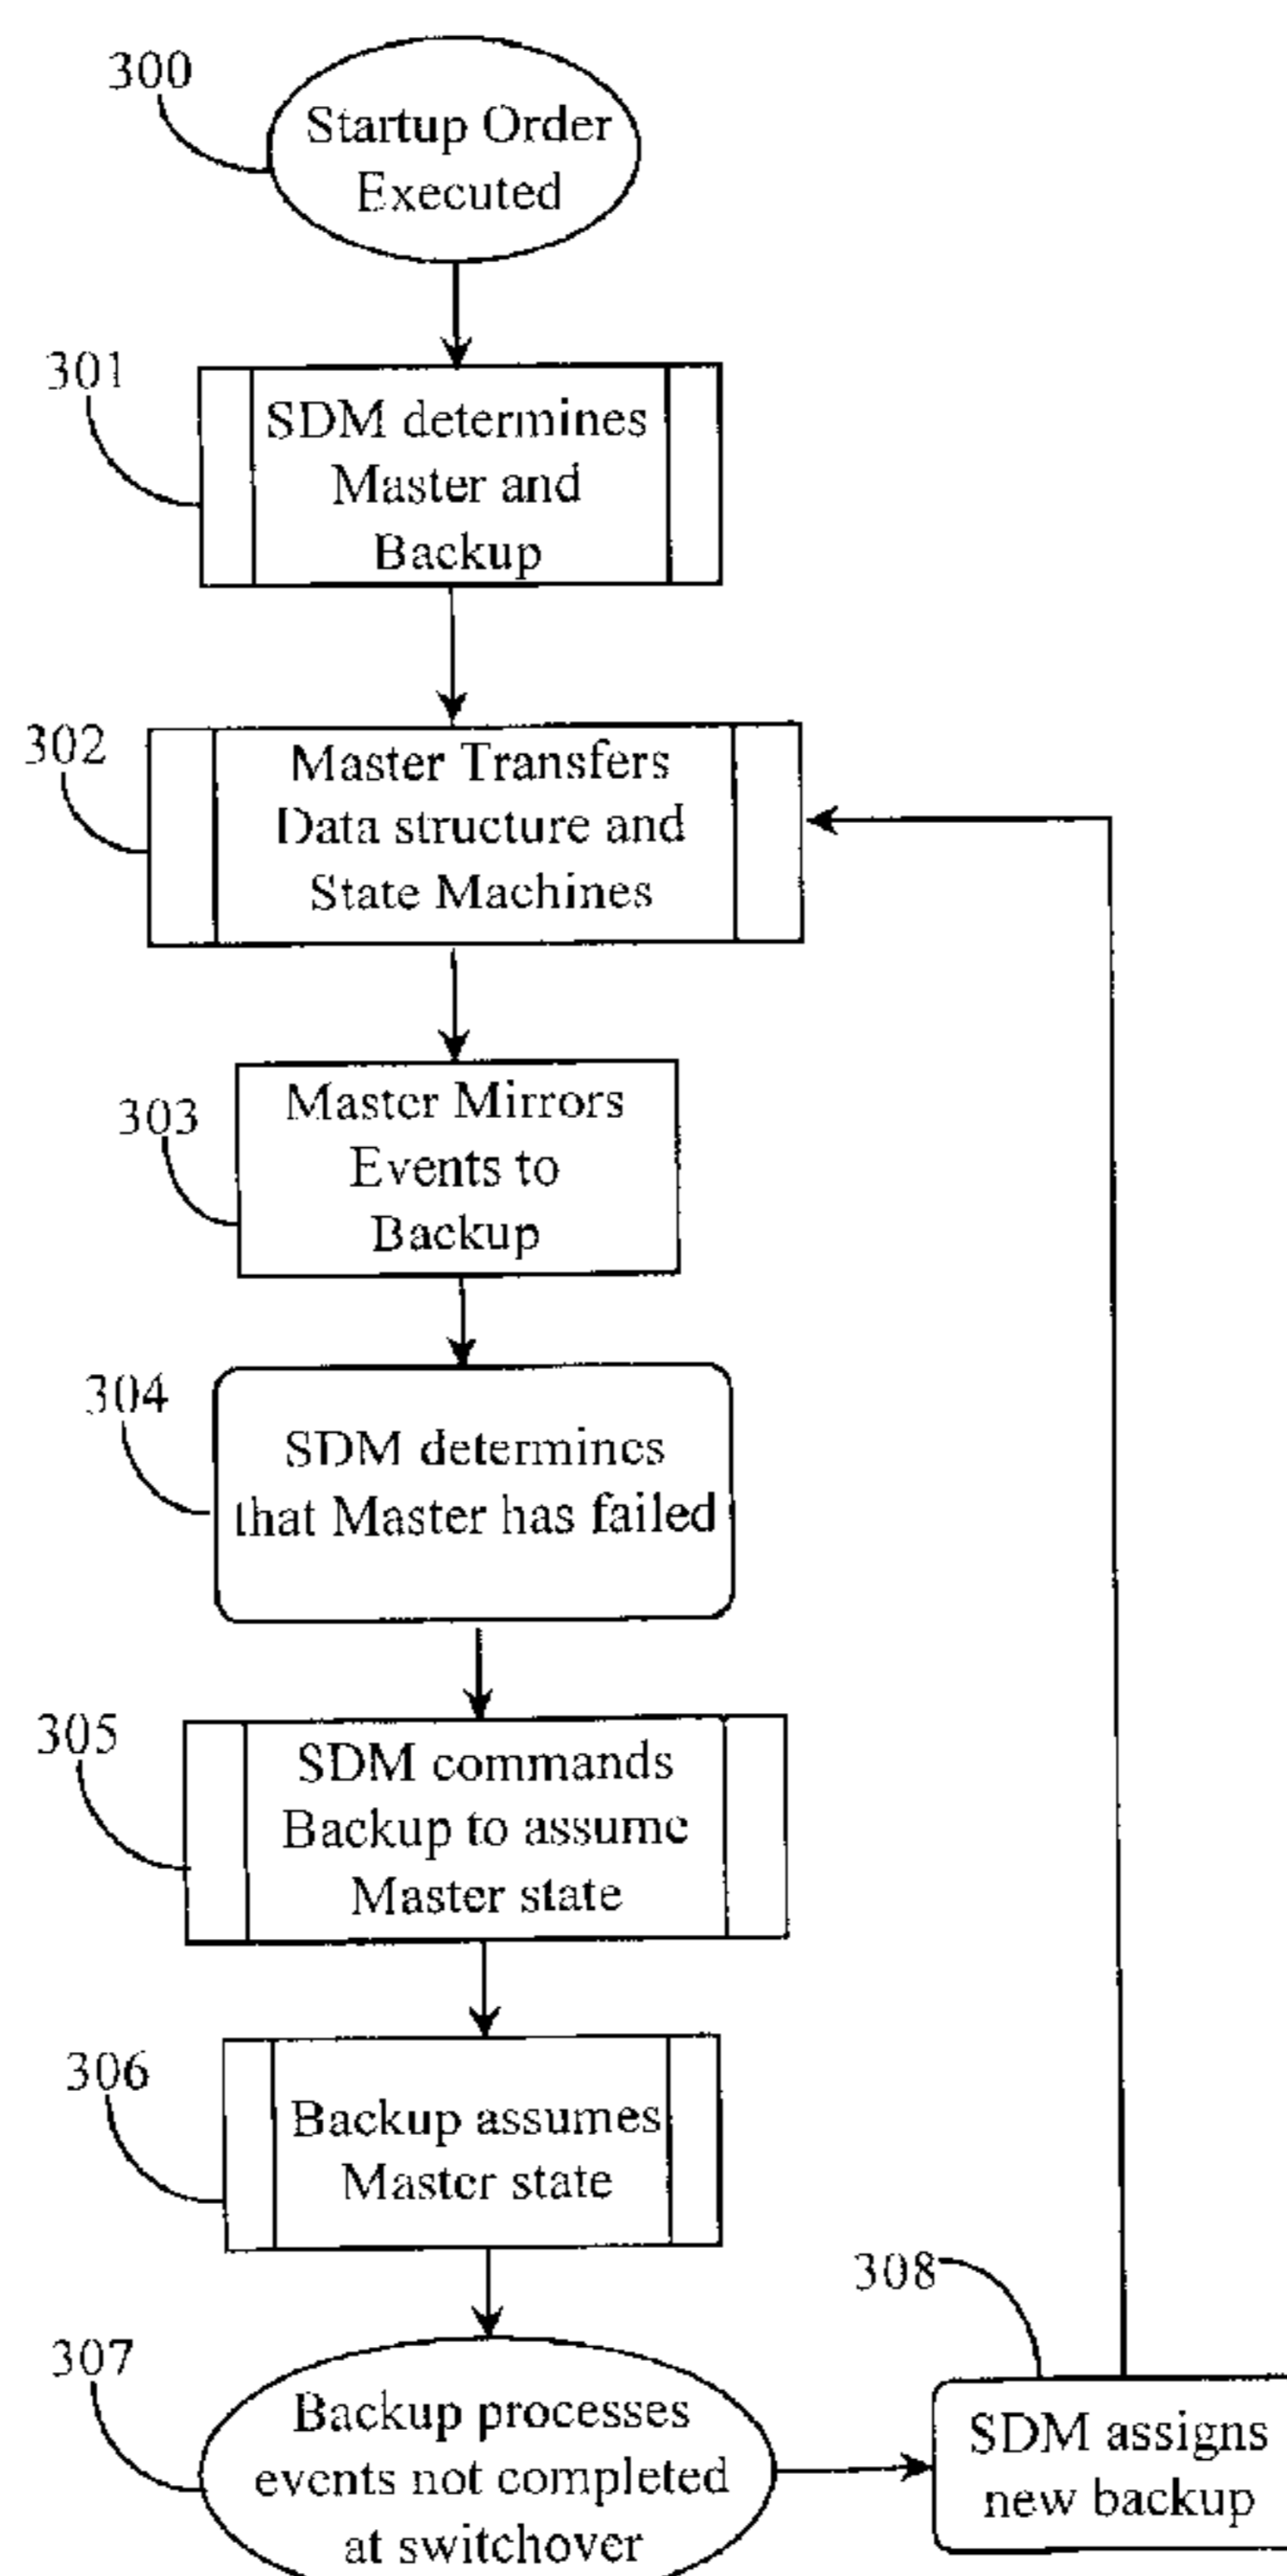 300
Startup Order
Executed
301
SDM determines
Master and
Backup
302
Master Transfers
Data structure and
State Machines
303
Master Mirrors
Events to
Backup
304
SDM determines
that Master has failed
305
SDM commands
Backup to assume
Master state
306
Backup assumes
Master state
307
Backup processes
events not completed
at switchover
308
SDM assigns
new backup